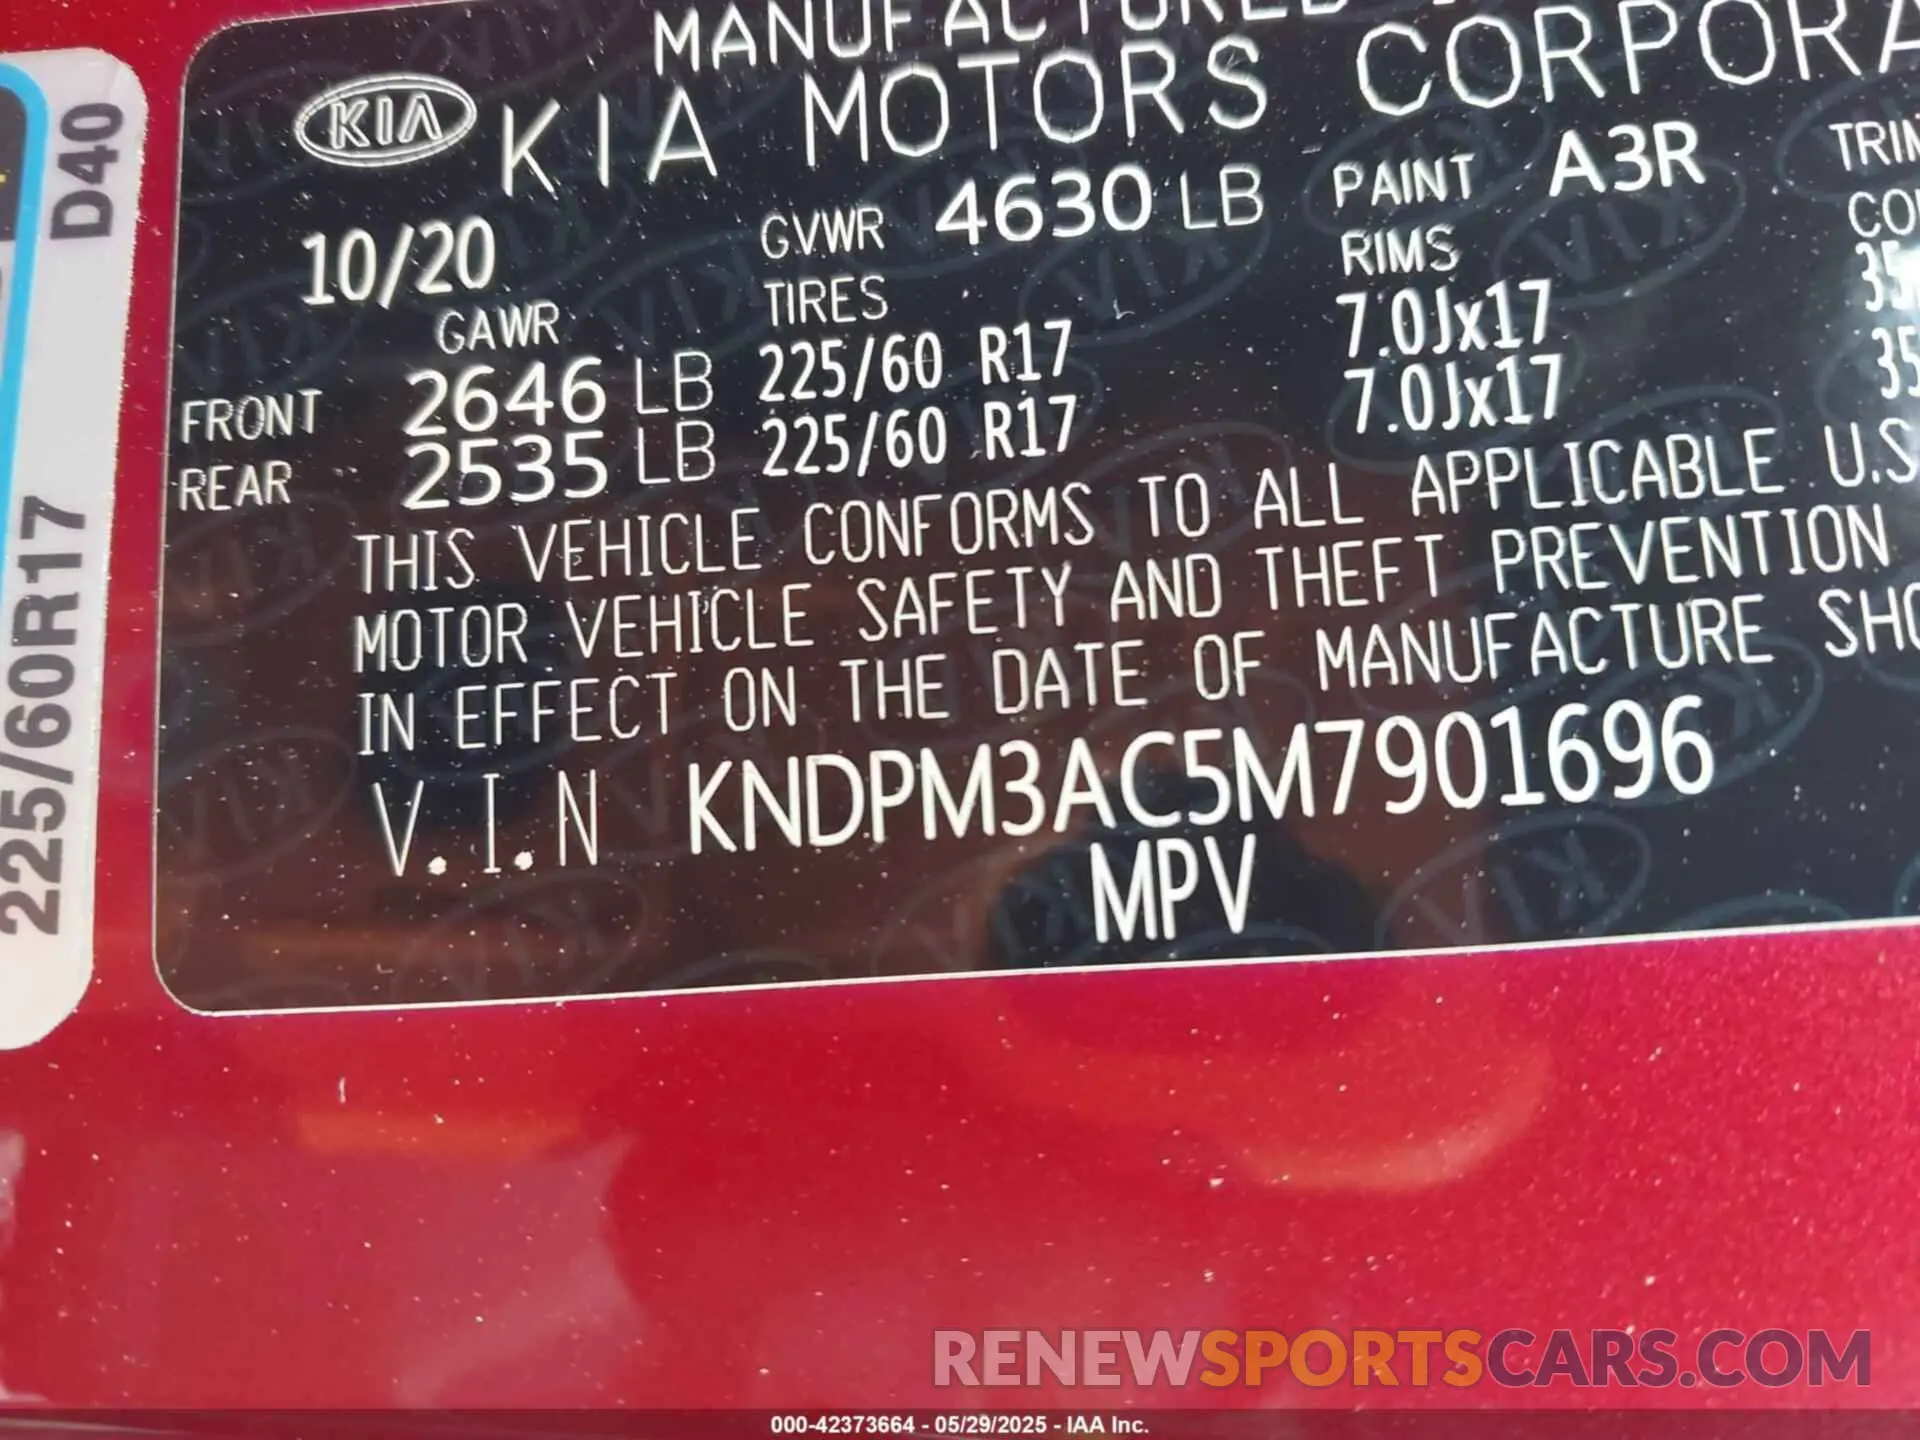 MANUFACTURED
KIA KIA MOTORS CORPORA
10/20 GVWR 4630 LB PAINT A3R TRIM
GAWR TIRES RIMS CO
FRONT 2646 LB 225/60 R17 7.0Jx17 35
REAR 2535 LB 225/60 R17 7.0Jx17 35
THIS VEHICLE CONFORMS TO ALL APPLICABLE U.S
MOTOR VEHICLE SAFETY AND THEFT PREVENTION
IN EFFECT ON THE DATE OF MANUFACTURE SHO
V.I.N KNDPM3AC5M7901696
MPV
D40
225/60R17
RENEWSPORTSCARS.COM
000-42373664 - 05/29/2025 - IAA Inc.